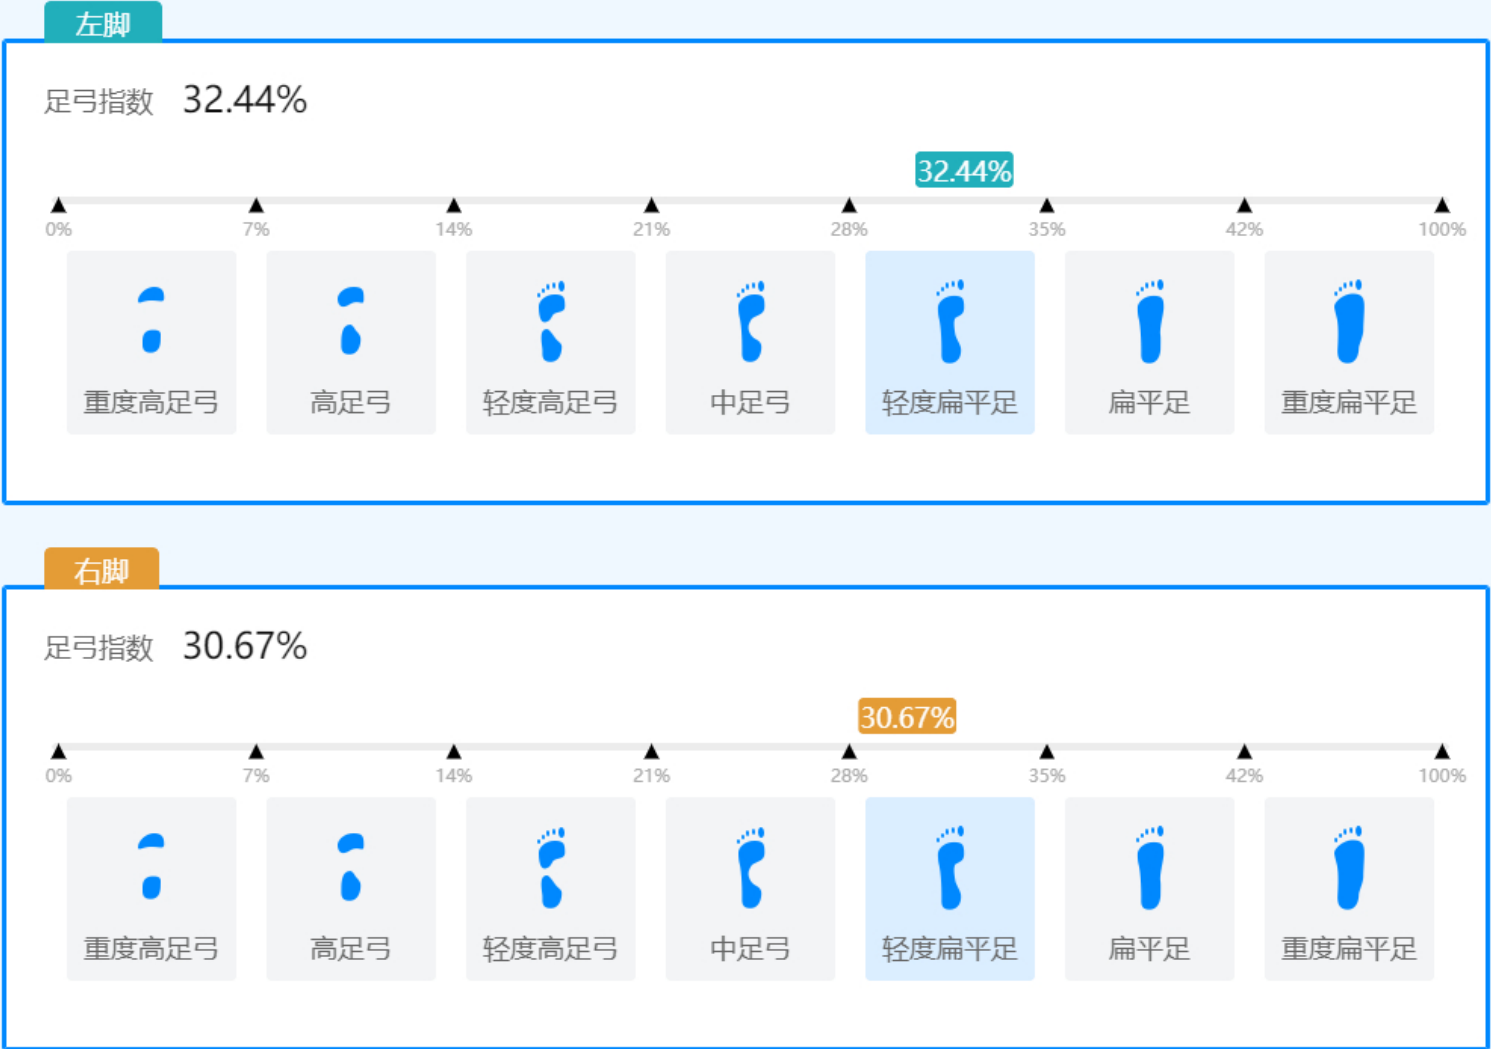 左脚
足弓指数 32.44%
32.44%
0% 7% 14% 21% 28% 35% 42% 100%
重度高足弓 高足弓 轻度高足弓 中足弓 轻度扁平足 扁平足 重度扁平足
右脚
足弓指数 30.67%
30.67%
0% 7% 14% 21% 28% 35% 42% 100%
重度高足弓 高足弓 轻度高足弓 中足弓 轻度扁平足 扁平足 重度扁平足